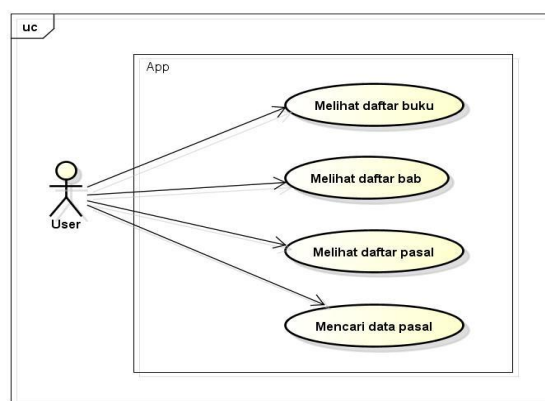 uc
App
Melihat daftar buku
Melihat daftar bab
User
Melihat daftar pasal
Mencari data pasal